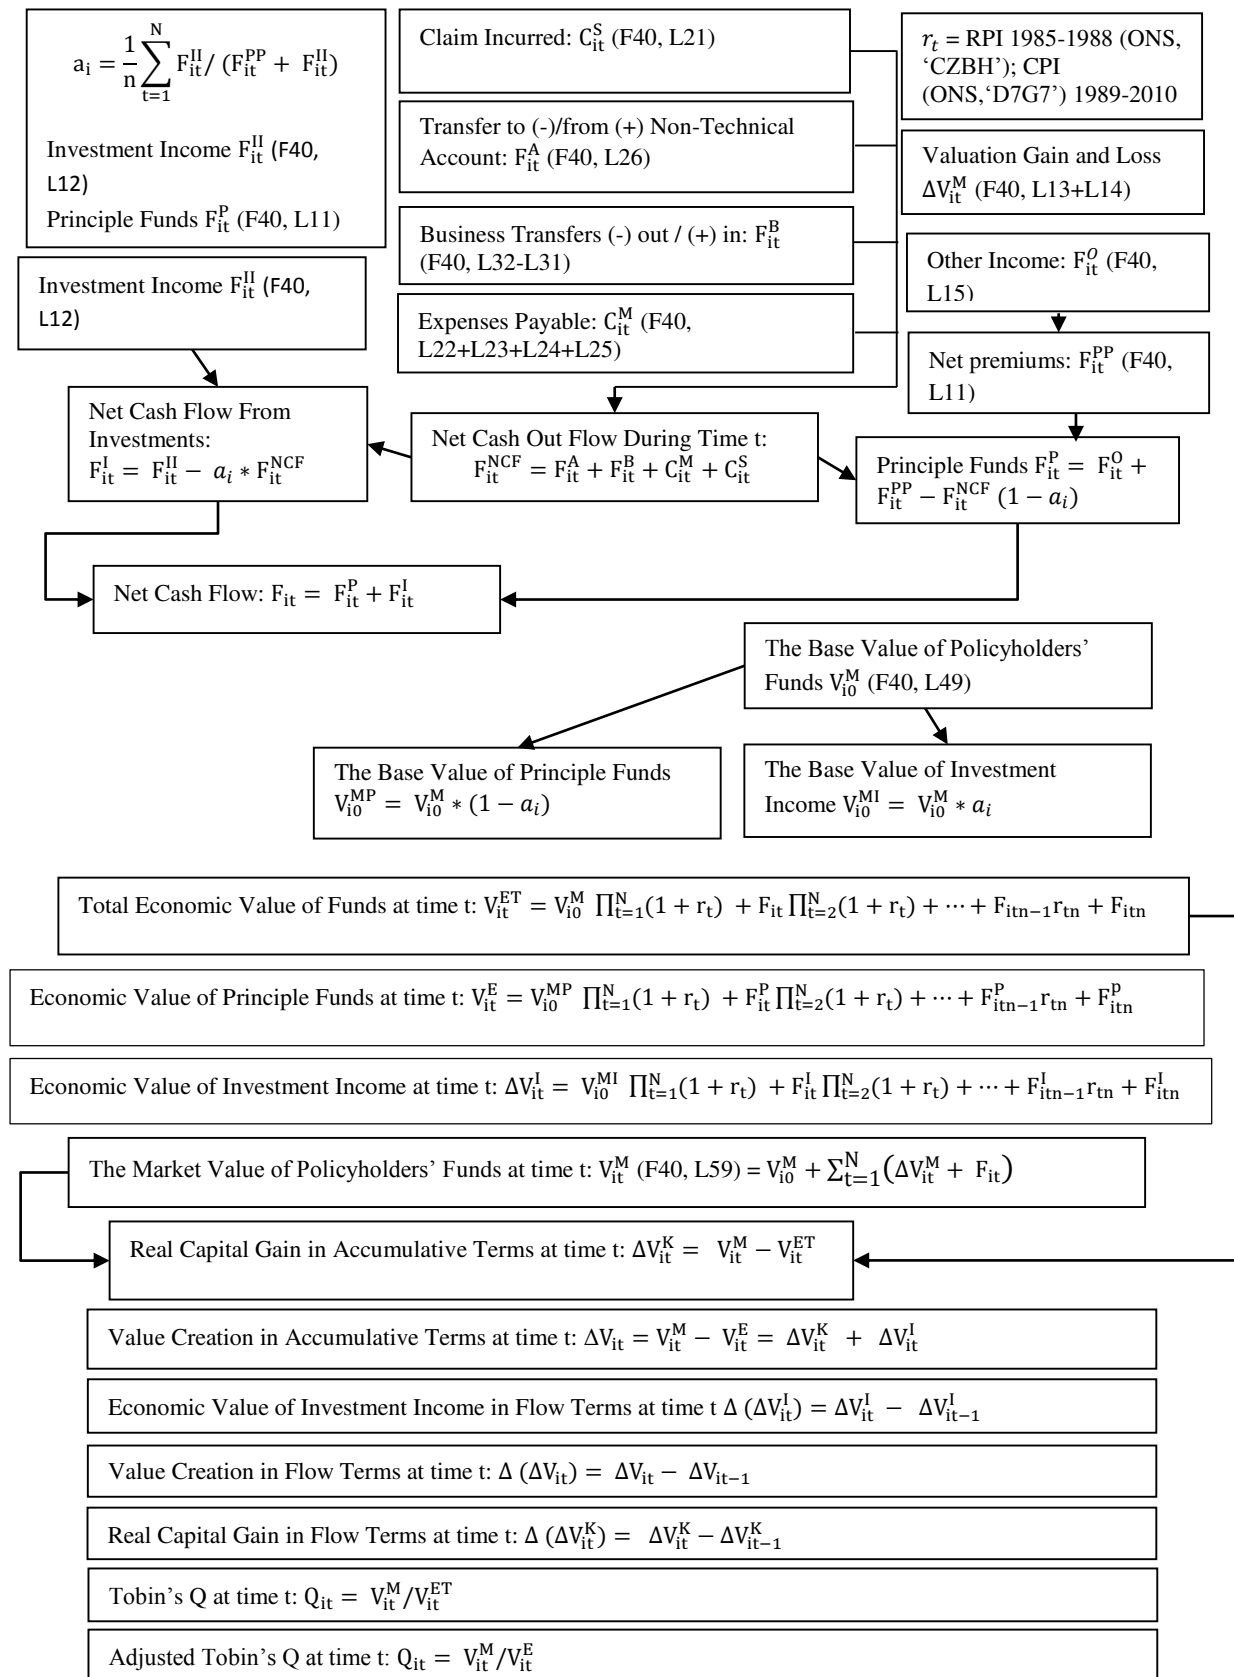 a_i = 1/n ∑_{t=1}^{N} F_it^II / (F_it^PP + F_it^II)
Investment Income F_it^II (F40,
L12)
Principle Funds F_it^P (F40, L11)
Investment Income F_it^II (F40,
L12)
Claim Incurred: C_it^S (F40, L21)
Transfer to (-)/from (+) Non-Technical
Account: F_it^A (F40, L26)
Business Transfers (-) out / (+) in: F_it^B
(F40, L32-L31)
Expenses Payable: C_it^M (F40,
L22+L23+L24+L25)
r_t = RPI 1985-1988 (ONS,
‘CZBH’); CPI
(ONS,‘D7G7’) 1989-2010
Valuation Gain and Loss
ΔV_it^M (F40, L13+L14)
Other Income: F_it^O (F40,
L15)
Net premiums: F_it^PP (F40,
L11)
Net Cash Flow From
Investments:
F_it^I = F_it^II − a_i * F_it^NCF
Net Cash Out Flow During Time t:
F_it^NCF = F_it^A + F_it^B + C_it^M + C_it^S
Principle Funds F_it^P = F_it^O +
F_it^PP − F_it^NCF (1 − a_i)
Net Cash Flow: F_it = F_it^P + F_it^I
The Base Value of Policyholders’
Funds V_i0^M (F40, L49)
The Base Value of Principle Funds
V_i0^MP = V_i0^M * (1 − a_i)
The Base Value of Investment
Income V_i0^MI = V_i0^M * a_i
Total Economic Value of Funds at time t: V_it^ET = V_i0^M ∏_{t=1}^{N}(1 + r_t) + F_it ∏_{t=2}^{N}(1 + r_t) + ⋯ + F_itn−1 r_tn + F_itn
Economic Value of Principle Funds at time t: V_it^E = V_i0^MP ∏_{t=1}^{N}(1 + r_t) + F_it^P ∏_{t=2}^{N}(1 + r_t) + ⋯ + F_itn−1^P r_tn + F_itn^p
Economic Value of Investment Income at time t: ΔV_it^I = V_i0^MI ∏_{t=1}^{N}(1 + r_t) + F_it^I ∏_{t=2}^{N}(1 + r_t) + ⋯ + F_itn−1^I r_tn + F_itn^I
The Market Value of Policyholders’ Funds at time t: V_it^M (F40, L59) = V_i0^M + ∑_{t=1}^{N}(ΔV_it^M + F_it)
Real Capital Gain in Accumulative Terms at time t: ΔV_it^K = V_it^M − V_it^ET
Value Creation in Accumulative Terms at time t: ΔV_it = V_it^M − V_it^E = ΔV_it^K + ΔV_it^I
Economic Value of Investment Income in Flow Terms at time t Δ (ΔV_it^I) = ΔV_it^I − ΔV_it−1^I
Value Creation in Flow Terms at time t: Δ (ΔV_it) = ΔV_it − ΔV_it−1
Real Capital Gain in Flow Terms at time t: Δ (ΔV_it^K) = ΔV_it^K − ΔV_it−1^K
Tobin’s Q at time t: Q_it = V_it^M/V_it^ET
Adjusted Tobin’s Q at time t: Q_it = V_it^M/V_it^E